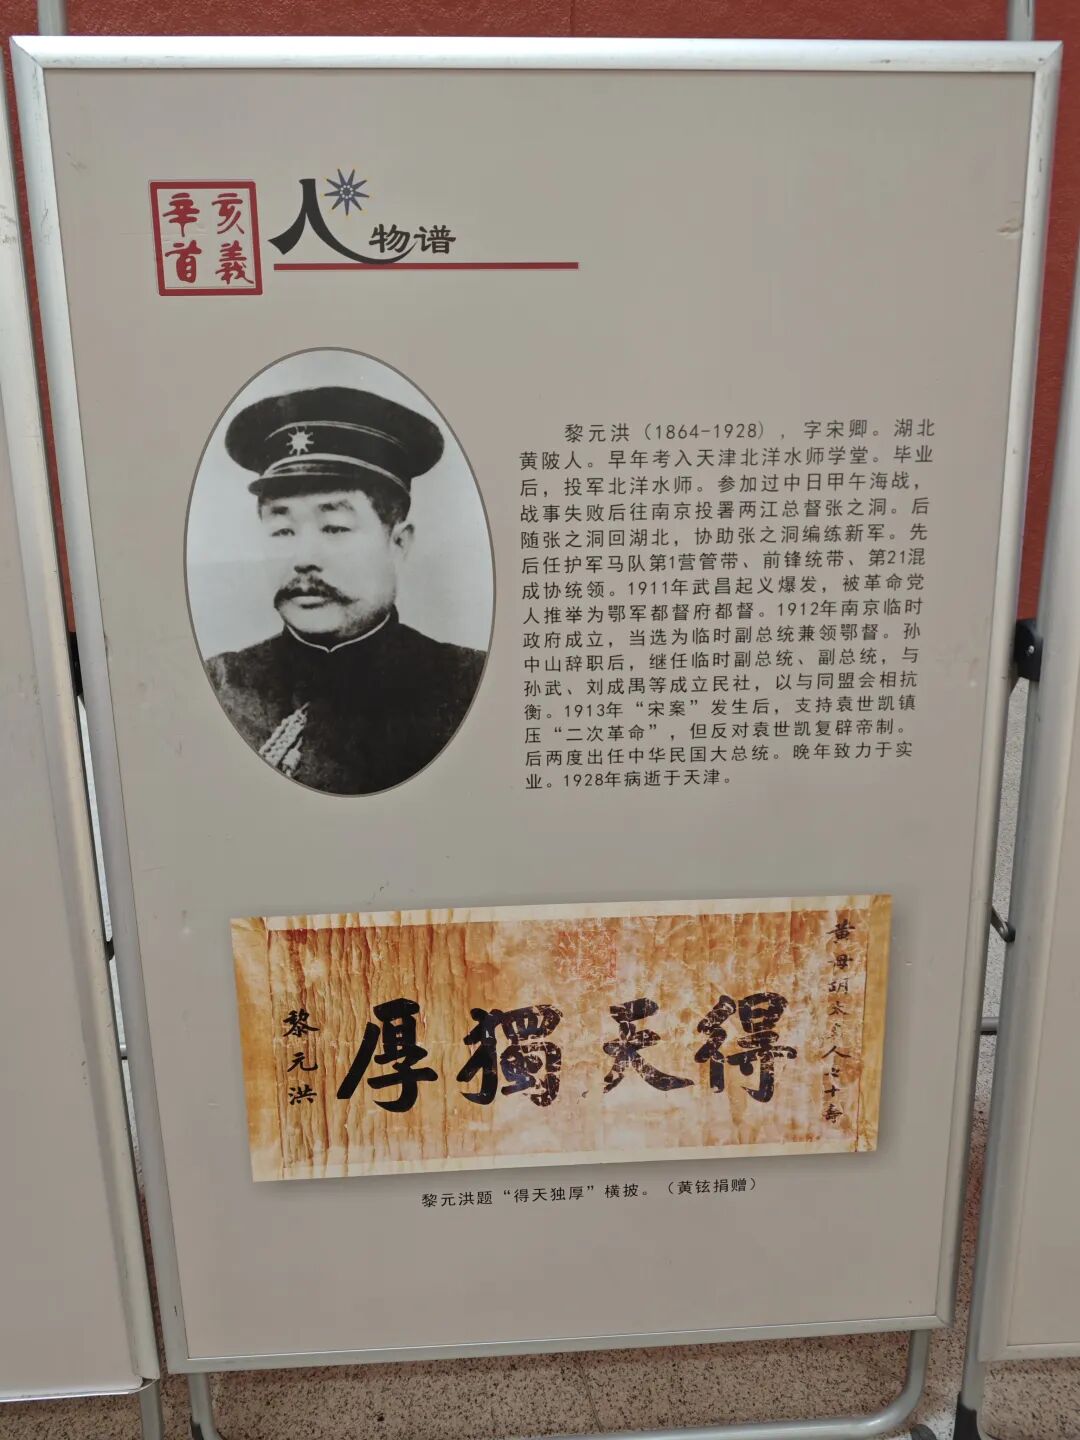 辛亥
首義
人物谱
黎元洪（1864-1928），字宋卿。湖北
黄陂人。早年考入天津北洋水师学堂。毕业
后，投军北洋水师。参加过中日甲午海战，
战事失败后往南京投署两江总督张之洞。后
随张之洞回湖北，协助张之洞编练新军。先
后任护军马队第1营管带、前锋统带、第21混
成协统领。1911年武昌起义爆发，被革命党
人推举为鄂军都督府都督。1912年南京临时
政府成立，当选为临时副总统兼领鄂督。孙
中山辞职后，继任临时副总统、副总统，与
孙武、刘成禺等成立民社，以与同盟会相抗
衡。1913年“宋案”发生后，支持袁世凯镇
压“二次革命”，但反对袁世凯复辟帝制。
后两度出任中华民国大总统。晚年致力于实
业。1928年病逝于天津。
黄母胡太夫人七十寿
得天獨厚
黎元洪
黎元洪题“得天独厚”横披。（黄铉捐赠）